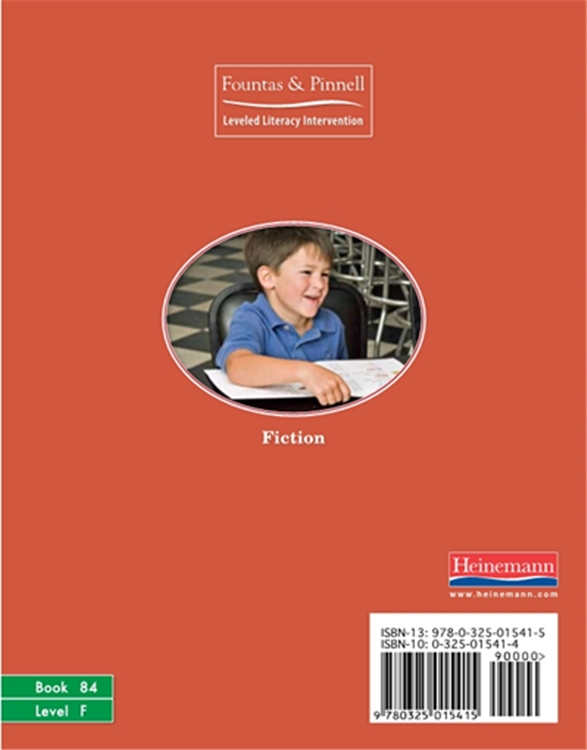 Fountas & Pinnell
Leveled Literacy Intervention
Fiction
Heinemann
www.heinemann.com
ISBN-13: 978-0-325-01541-5
ISBN-10: 0-325-01541-4
90000>
9 780325 015415
Book 84
Level F